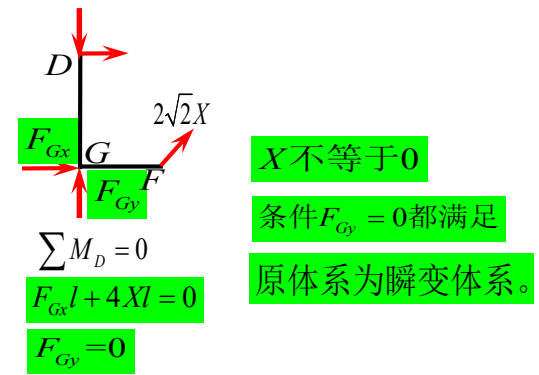 D
2√2X
F_{Gx}
G
F_{Gy}
F
∑M_D = 0
F_{Gx}l + 4Xl = 0
F_{Gy}=0
X不等于0
条件F_{Gy} = 0都满足
原体系为瞬变体系。